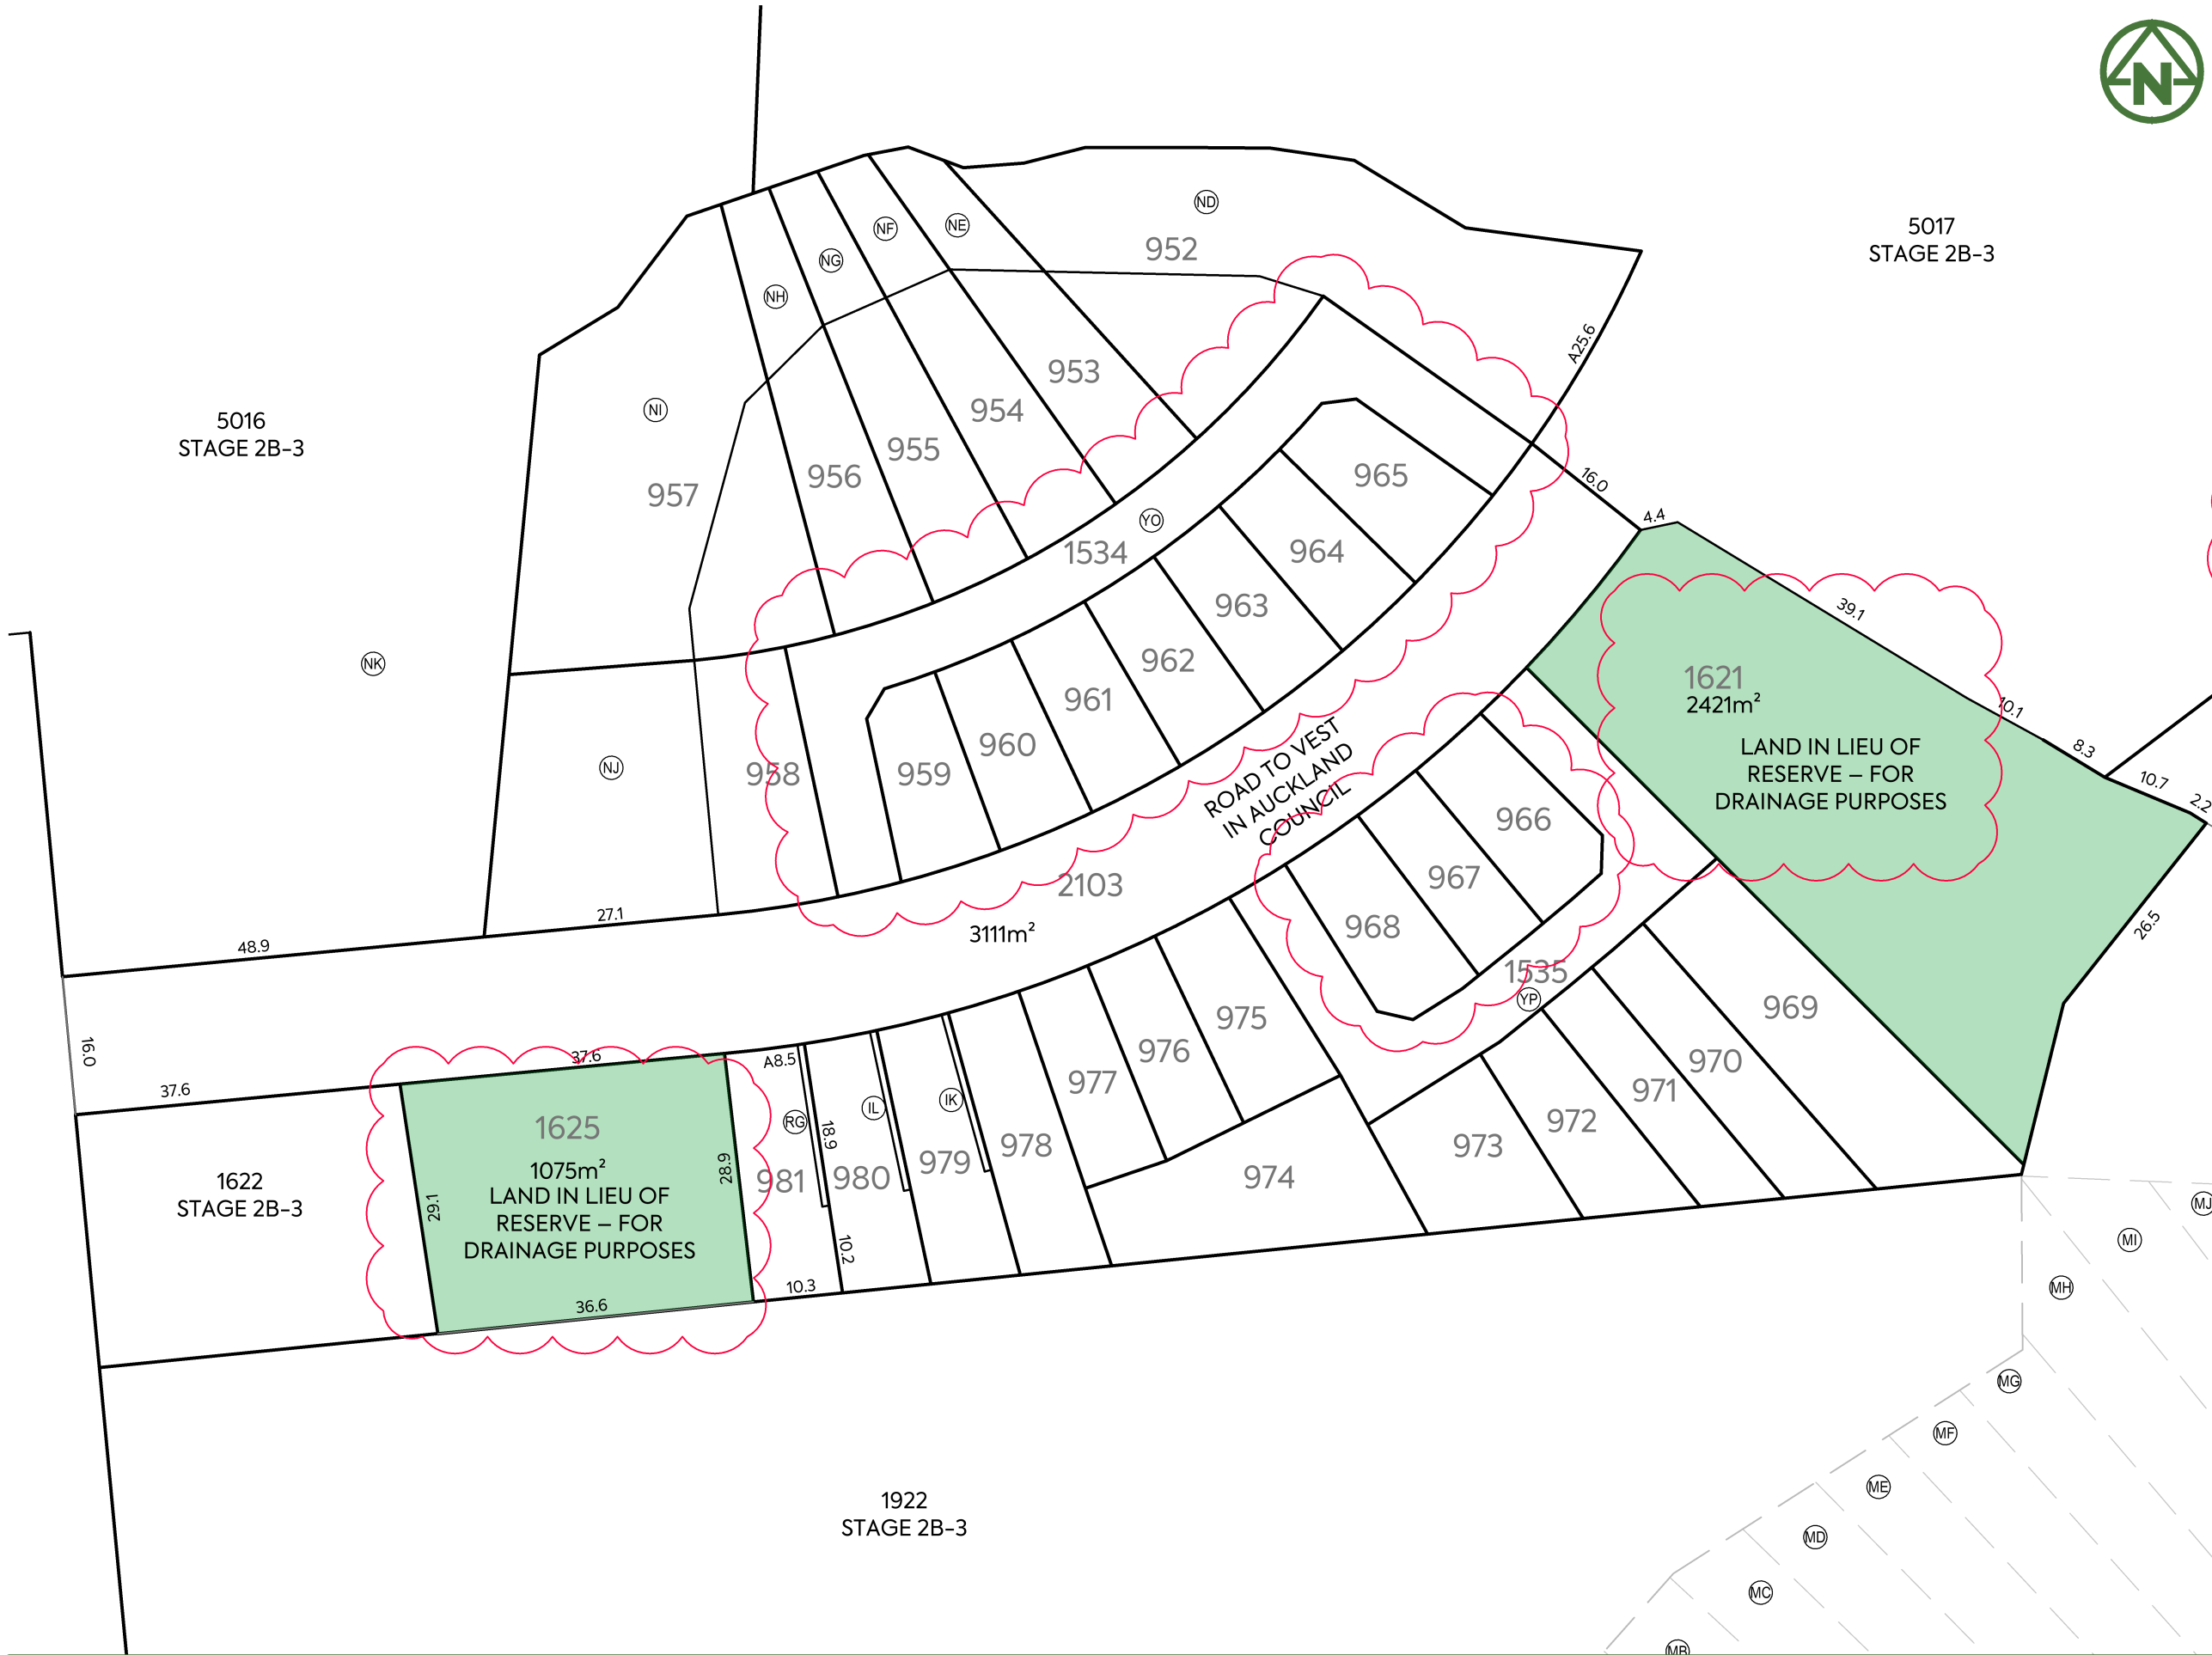 N
ND
952
5017
STAGE 2B-3
NE
NF
NG
NH
A25.6
953
NI
954
5016
STAGE 2B-3
955
956
957
965
16.0
4.4
YO
1534
964
963
39.1
NK
962
1621
2421m²
10.1
961
960
959
958
NJ
ROAD TO VEST
IN AUCKLAND
COUNCIL
LAND IN LIEU OF
RESERVE – FOR
DRAINAGE PURPOSES
8.3
10.7
2.2
966
967
968
2103
3111m²
27.1
48.9
26.5
1535
YP
969
975
976
977
978
16.0
37.6
37.6
A8.5
970
971
972
973
974
IK
IL
RG
18.9
979
980
981
10.2
10.3
1625
1075m²
LAND IN LIEU OF
RESERVE – FOR
DRAINAGE PURPOSES
28.9
29.1
36.6
1622
STAGE 2B-3
MJ
MI
MH
MG
MF
ME
MD
MC
MB
1922
STAGE 2B-3